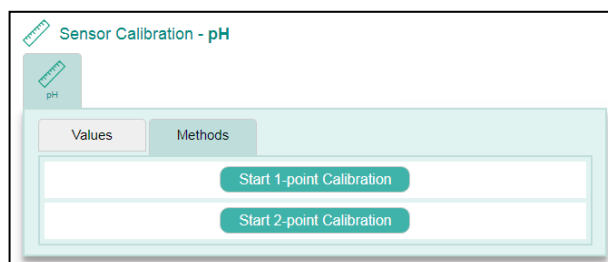 Sensor Calibration - pH
pH
Values Methods
Start 1-point Calibration
Start 2-point Calibration